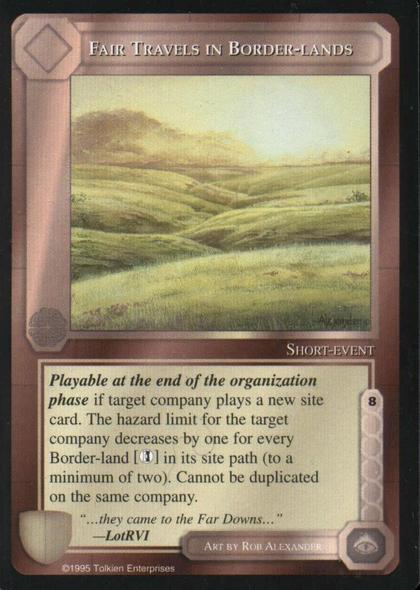 FAIR TRAVELS IN BORDER-LANDS
Alexander
SHORT-EVENT
Playable at the end of the organization
phase if target company plays a new site
card. The hazard limit for the target
company decreases by one for every
Border-land [] in its site path (to a
minimum of two). Cannot be duplicated
on the same company.
8
"...they came to the Far Downs..."
—LotRVI
ART BY ROB ALEXANDER
©1995 Tolkien Enterprises